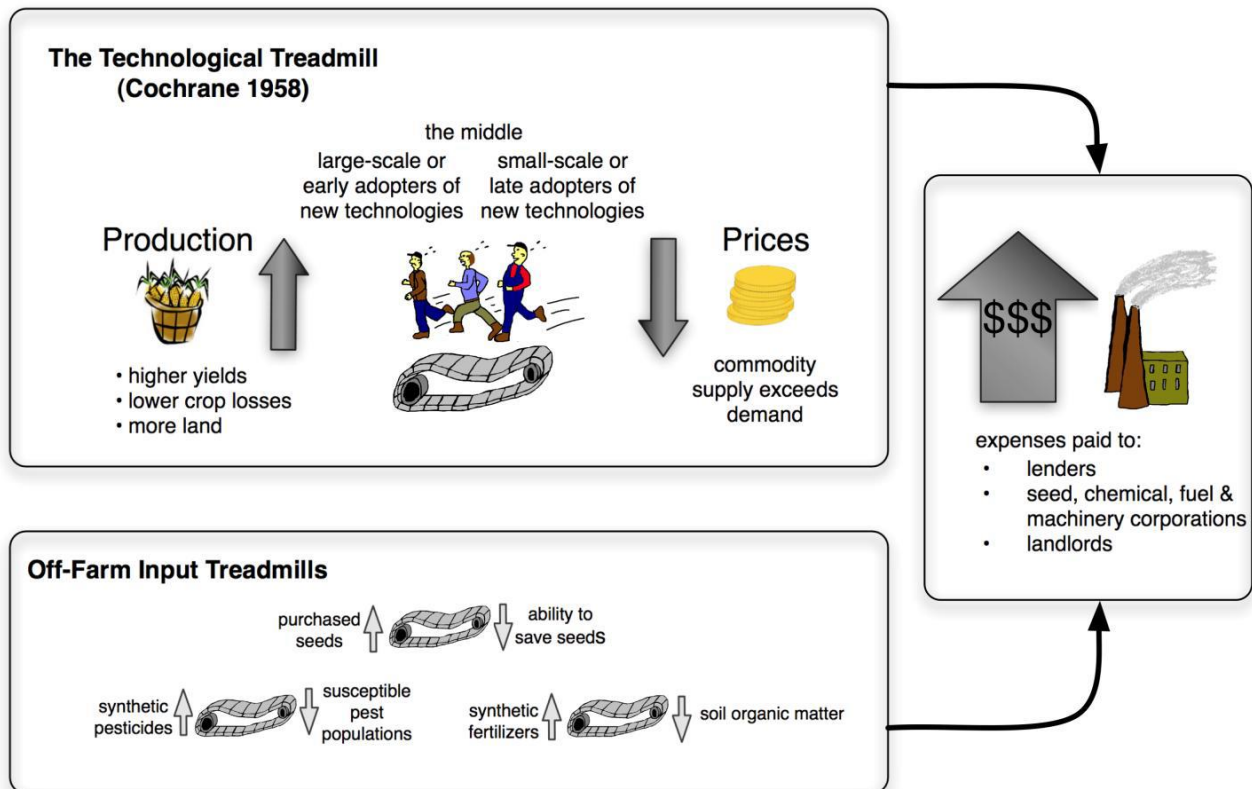 The Technological Treadmill
(Cochrane 1958)
the middle
large-scale or
early adopters of
new technologies
small-scale or
late adopters of
new technologies
Production
• higher yields
• lower crop losses
• more land
Prices
commodity
supply exceeds
demand
$$$
expenses paid to:
• lenders
• seed, chemical, fuel &
machinery corporations
• landlords
Off-Farm Input Treadmills
purchased
seeds
ability to
save seedS
synthetic
pesticides
susceptible
pest
populations
synthetic
fertilizers
soil organic matter